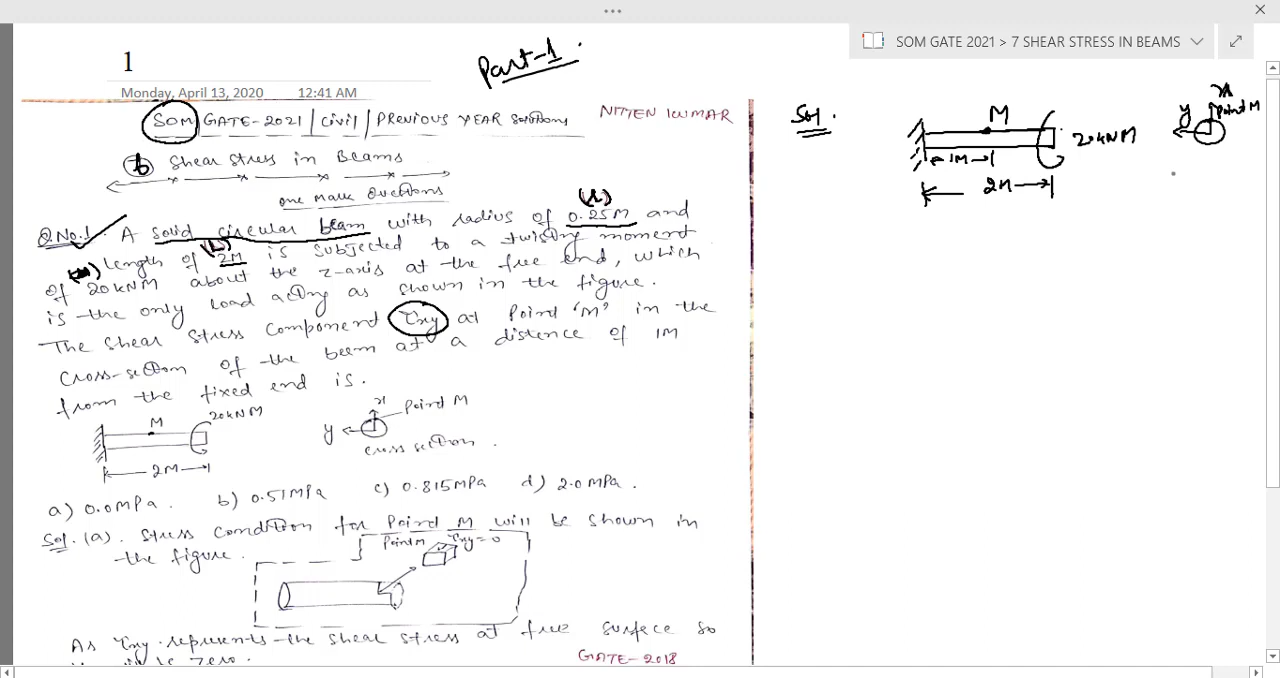 Part-1.
SOM GATE 2021 > 7 SHEAR STRESS IN BEAMS
1
Monday, April 13, 2020 12:41 AM
SOM GATE-2021/Civil/Previous Year Solutions
NITTEN KUMAR
6 Shear Stress in Beams
one mark Questions
(r)
Q.No.1. A solid circular beam with radius of 0.25M and
(L)
length of 2M is subjected to a twisting moment
of 20kNM about the z-axis at the free end, which
is the only load acting as shown in the figure.
The shear stress component τxy at Point 'M' in the
cross-section of the beam at a distence of 1M
from the fixed end is.
M 20kNM
x Point M
y
cross section.
2M
a) 0.0MPa. b) 0.51MPa c) 0.815MPa d) 2.0MPa.
Sol. (a). Stress condition for Point M will be shown in
the figure.
Point M τxy=0
As τxy represents the shear stress at free surfece so
zero.
GATE-2018
Sol.
M
20kNM
1M
2M
x
Point M
y